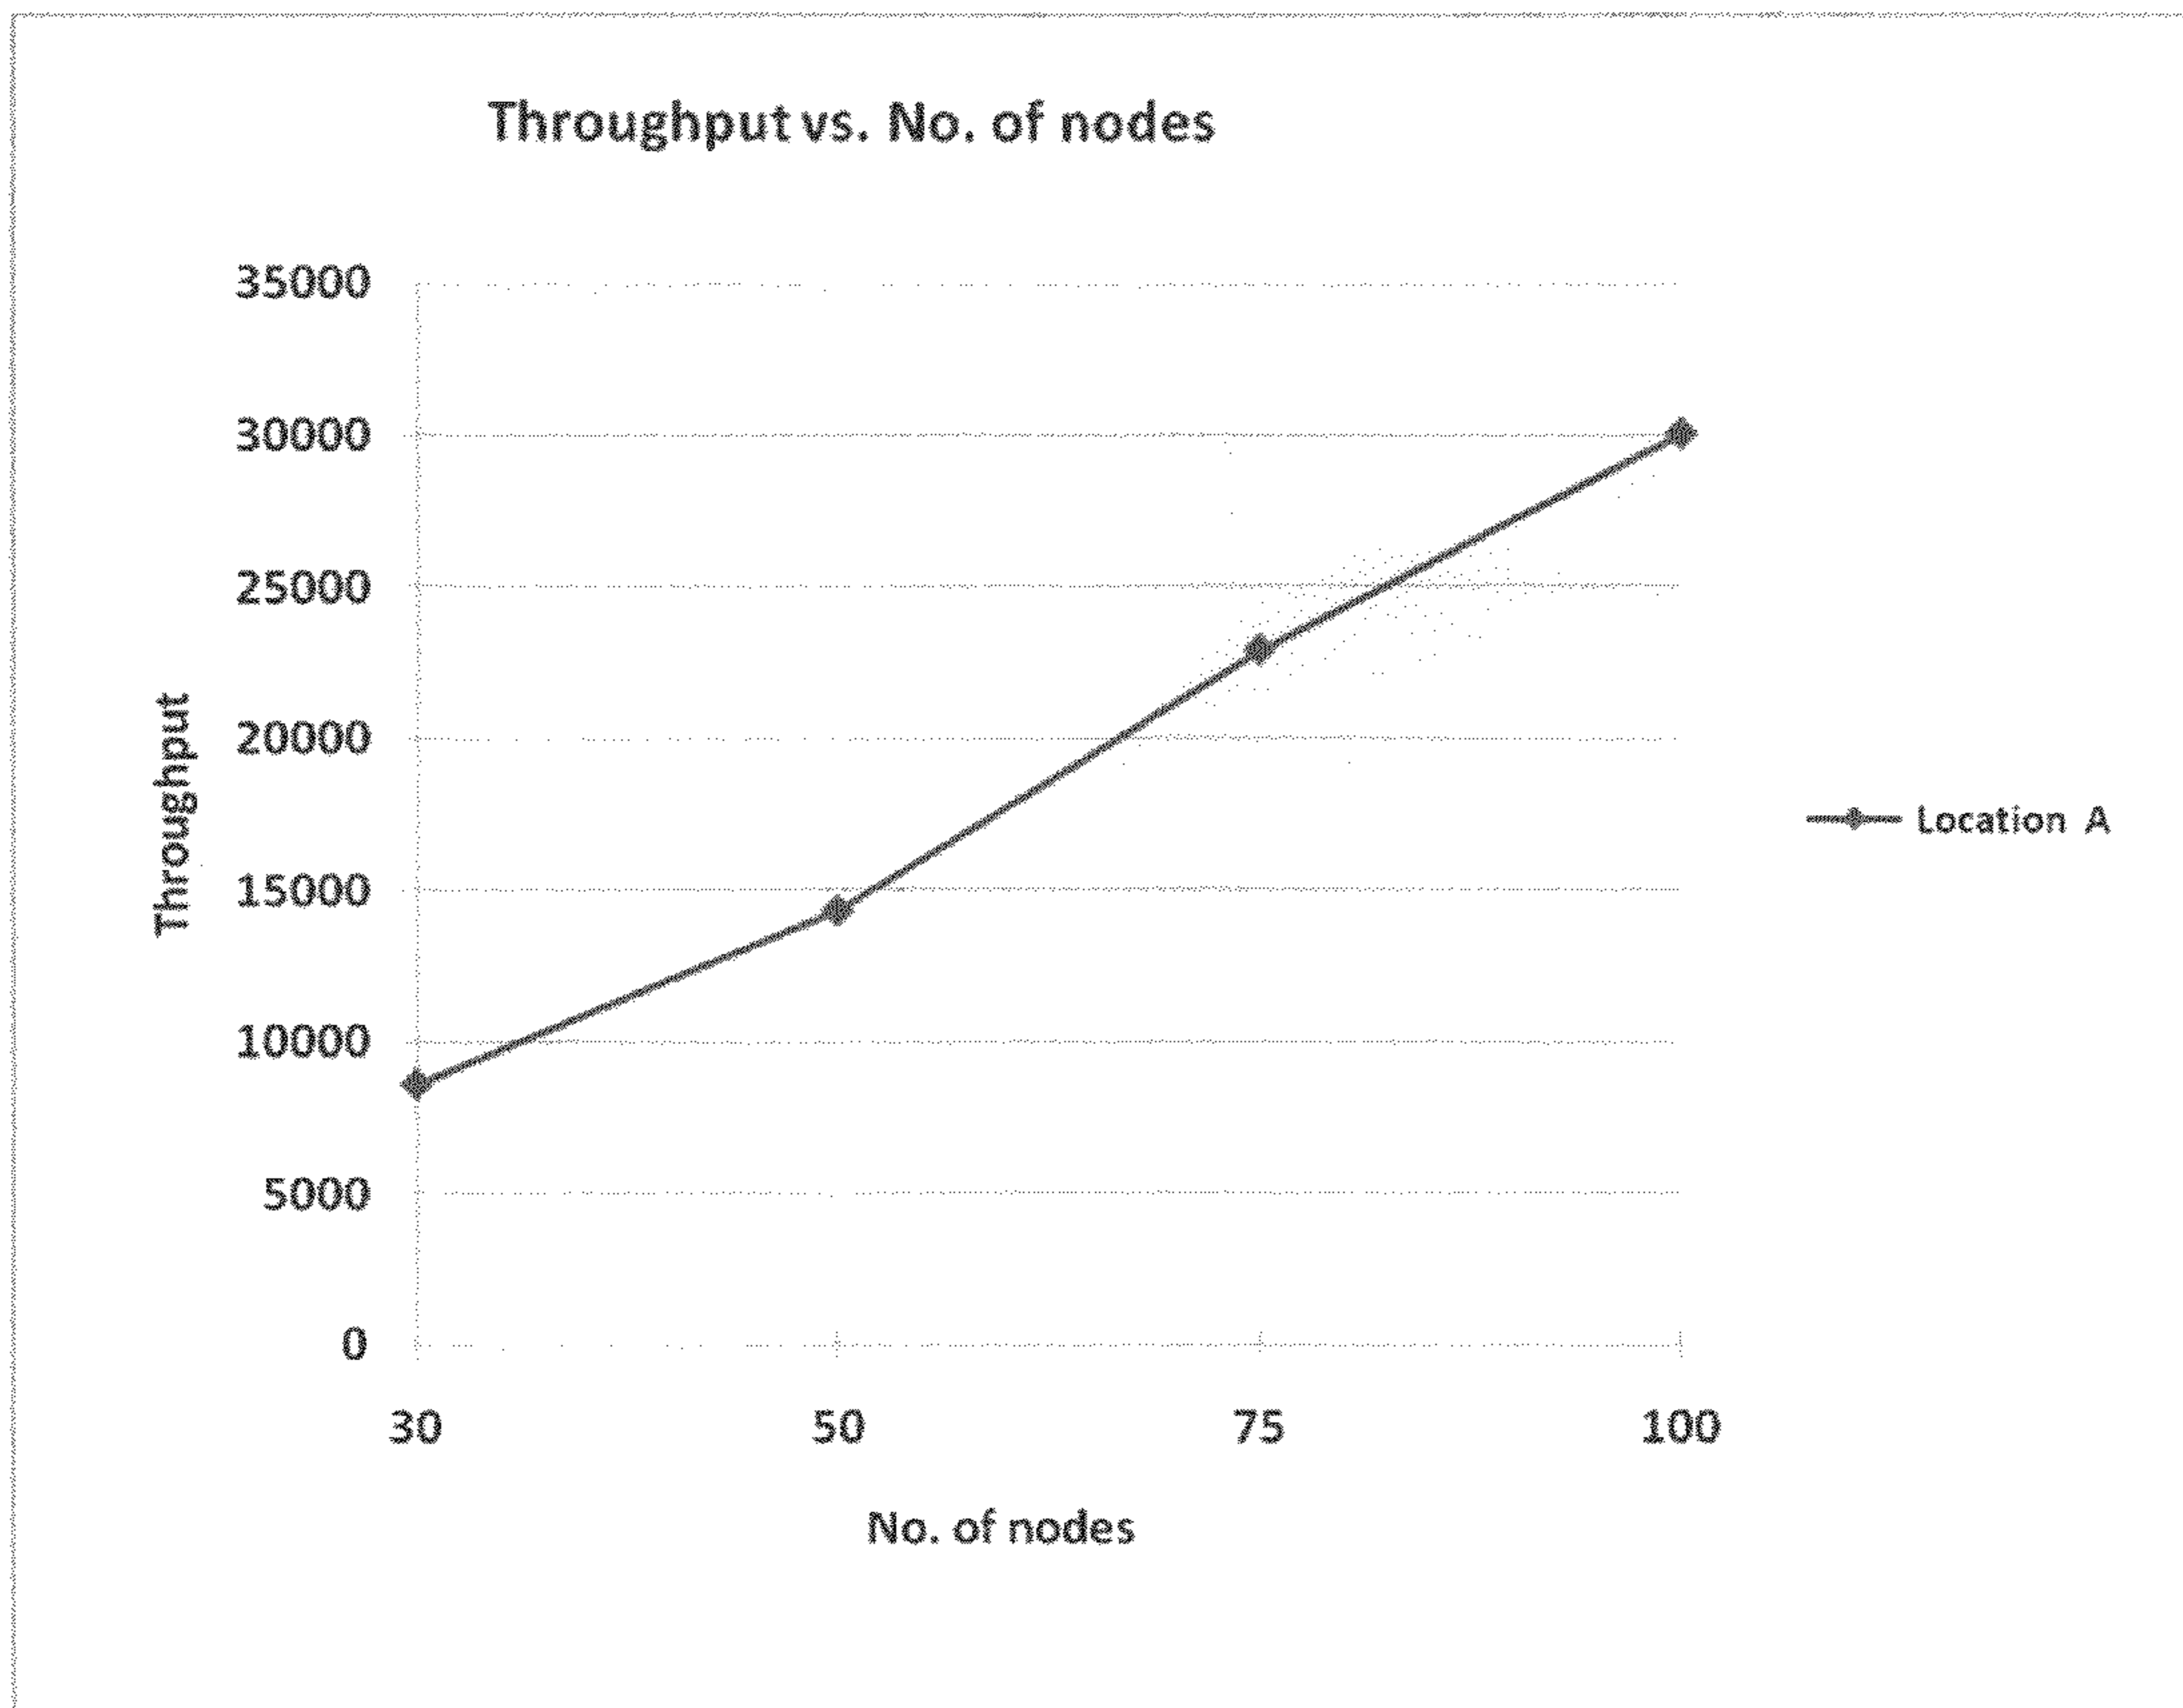 Throughput vs. No. of nodes
35000
30000
25000
20000
15000
10000
5000
0
Throughput
30 50 75 100
No. of nodes
Location A